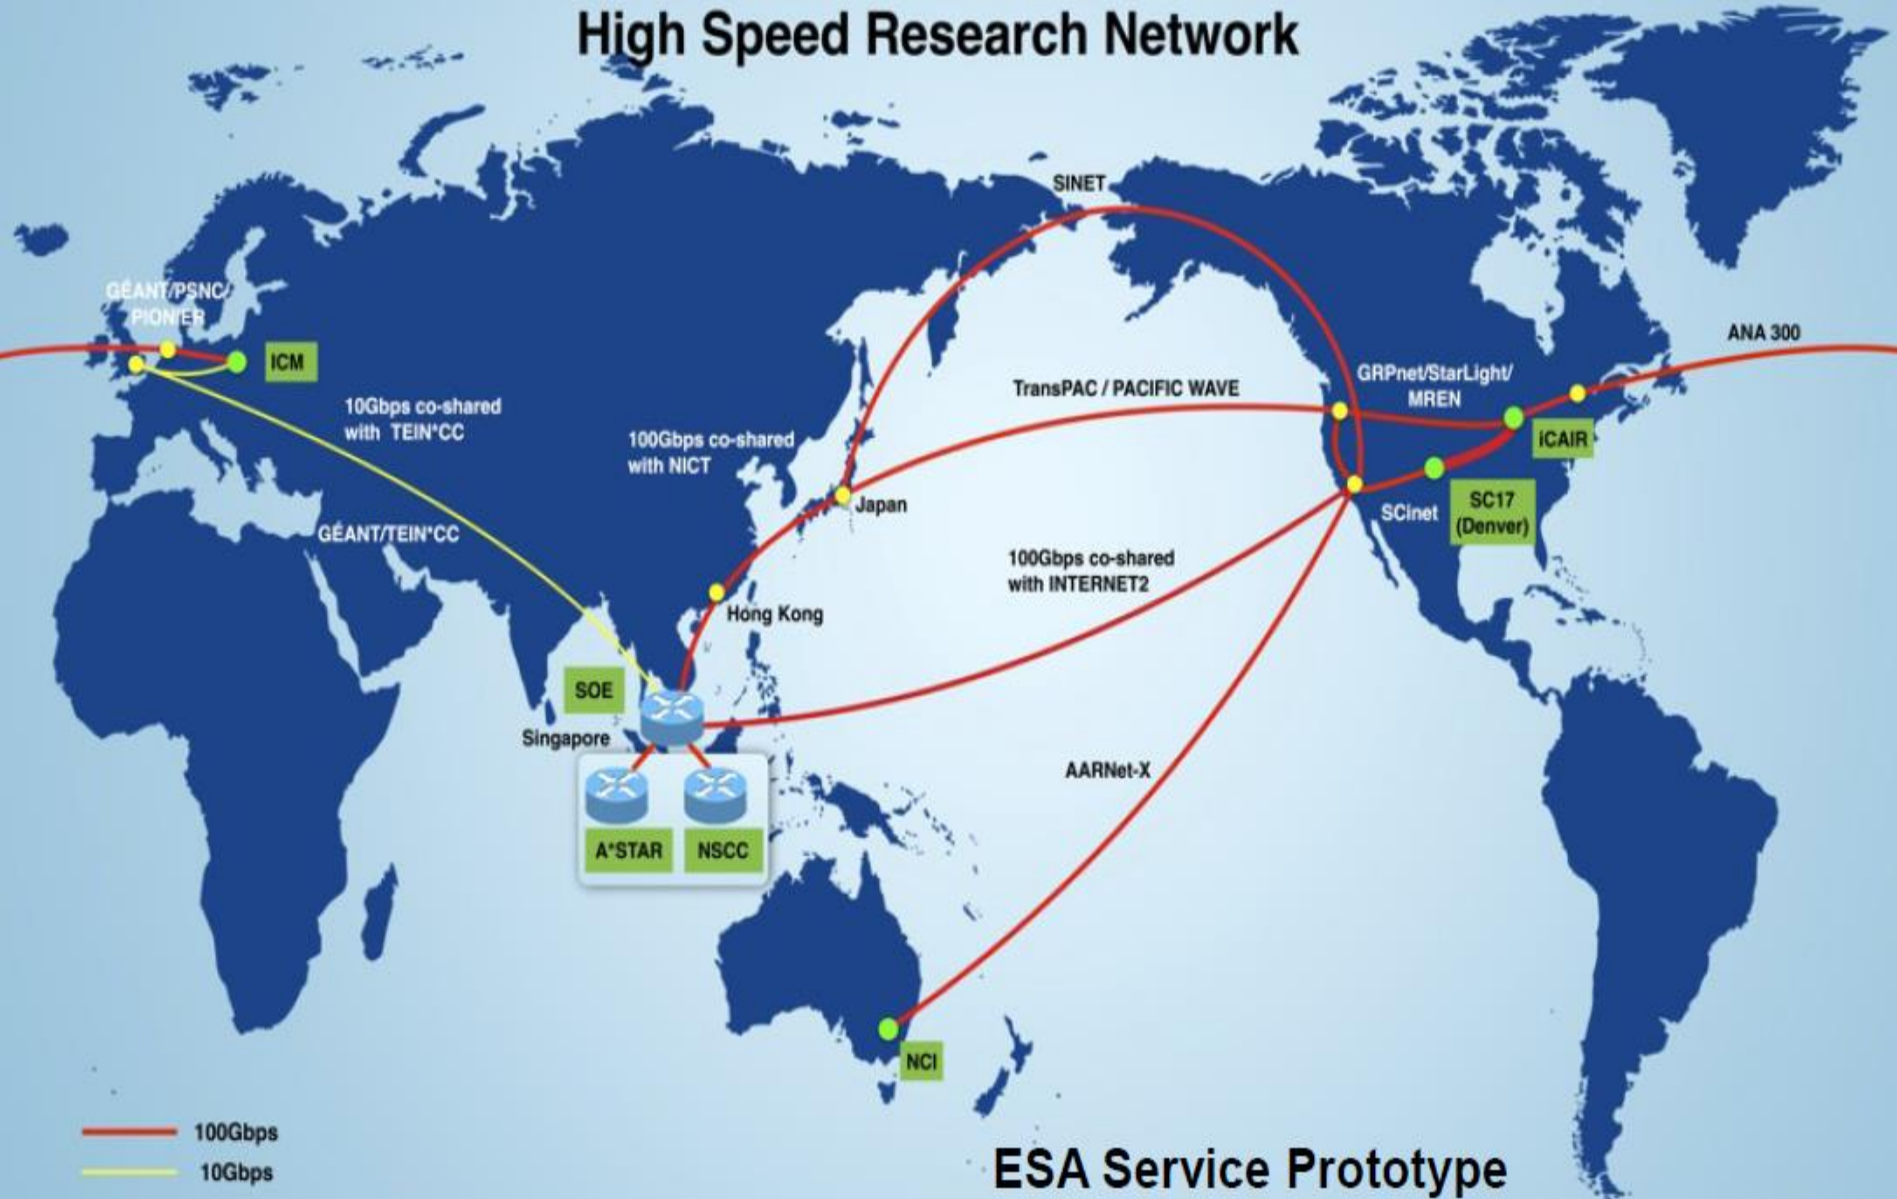 High Speed Research Network
SINET
GÉANT/PSNC/
PIONIER
ICM
ANA 300
10Gbps co-shared
with TEIN*CC
100Gbps co-shared
with NICT
TransPAC / PACIFIC WAVE
GRPnet/StarLight/
MREN
iCAIR
Japan
SCinet
SC17
(Denver)
GÉANT/TEIN*CC
100Gbps co-shared
with INTERNET2
Hong Kong
SOE
Singapore
AARNet-X
A*STAR
NSCC
NCI
100Gbps
10Gbps
ESA Service Prototype